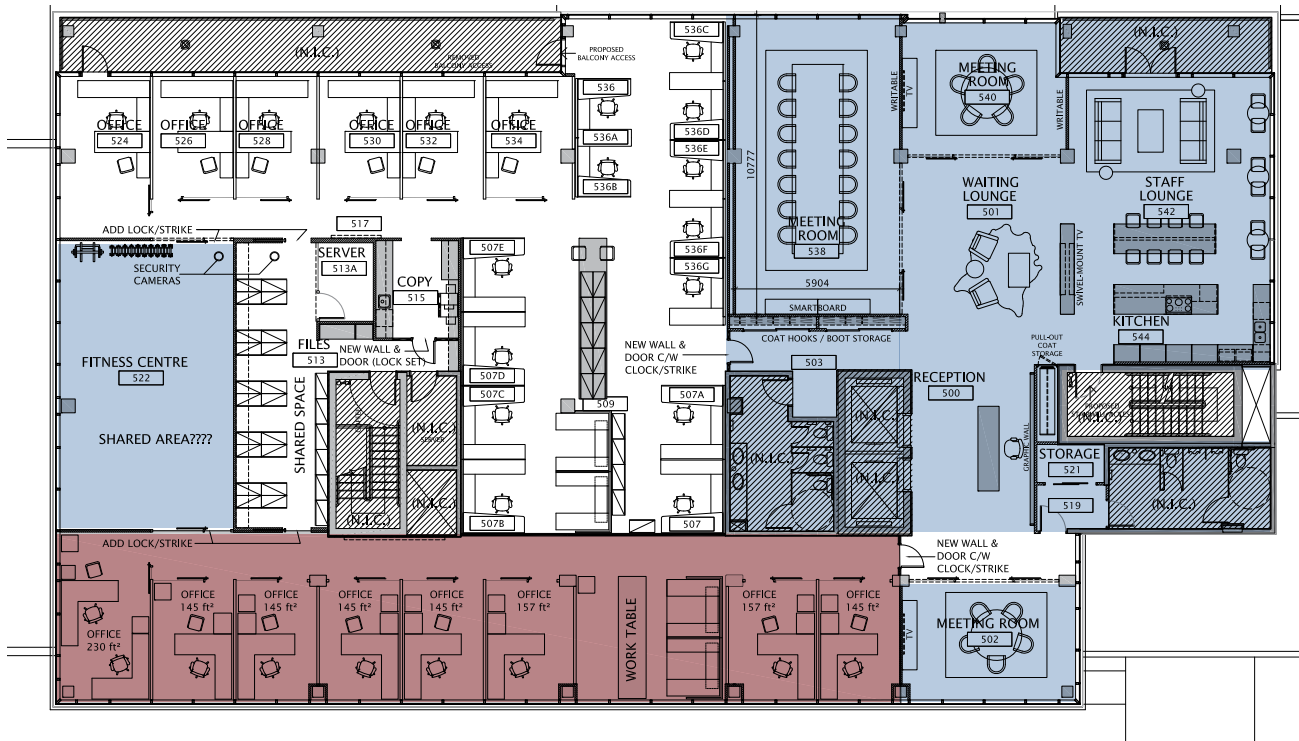 (N.I.C.)
REMOVED
BALCONY ACCESS
PROPOSED
BALCONY ACCESS
536C
(N.I.C.)
OFFICE
524
OFFICE
526
OFFICE
528
OFFICE
530
OFFICE
532
OFFICE
534
536
536A
536B
536D
536E
536F
536G
10777
MEETING
ROOM
538
5904
SMARTBOARD
WRITABLE
TV
MEETING
ROOM
540
WRITABLE
WAITING
LOUNGE
501
STAFF
LOUNGE
542
SWIVEL-MOUNT TV
KITCHEN
544
ADD LOCK/STRIKE
517
SECURITY
CAMERAS
SERVER
513A
COPY
515
507E
FILES
513
NEW WALL &
DOOR (LOCK SET)
FITNESS CENTRE
522
SHARED AREA????
SHARED SPACE
NEW WALL &
DOOR C/W
CLOCK/STRIKE
COAT HOOKS / BOOT STORAGE
503
PULL-OUT
COAT
STORAGE
507D
507C
509
507A
(N.I.C.)
SERVER
(N.I.C.)
(N.I.C.)
507B
507
(N.I.C.)
(N.I.C.)
(N.I.C.)
RECEPTION
500
GRAPHIC WALL
PROPOSED
(N.I.C.)
STORAGE
521
519
(N.I.C.)
ADD LOCK/STRIKE
NEW WALL &
DOOR C/W
CLOCK/STRIKE
OFFICE
230 ft²
OFFICE
145 ft²
OFFICE
145 ft²
OFFICE
145 ft²
OFFICE
145 ft²
OFFICE
157 ft²
WORK TABLE
OFFICE
157 ft²
OFFICE
145 ft²
TV
MEETING ROOM
502